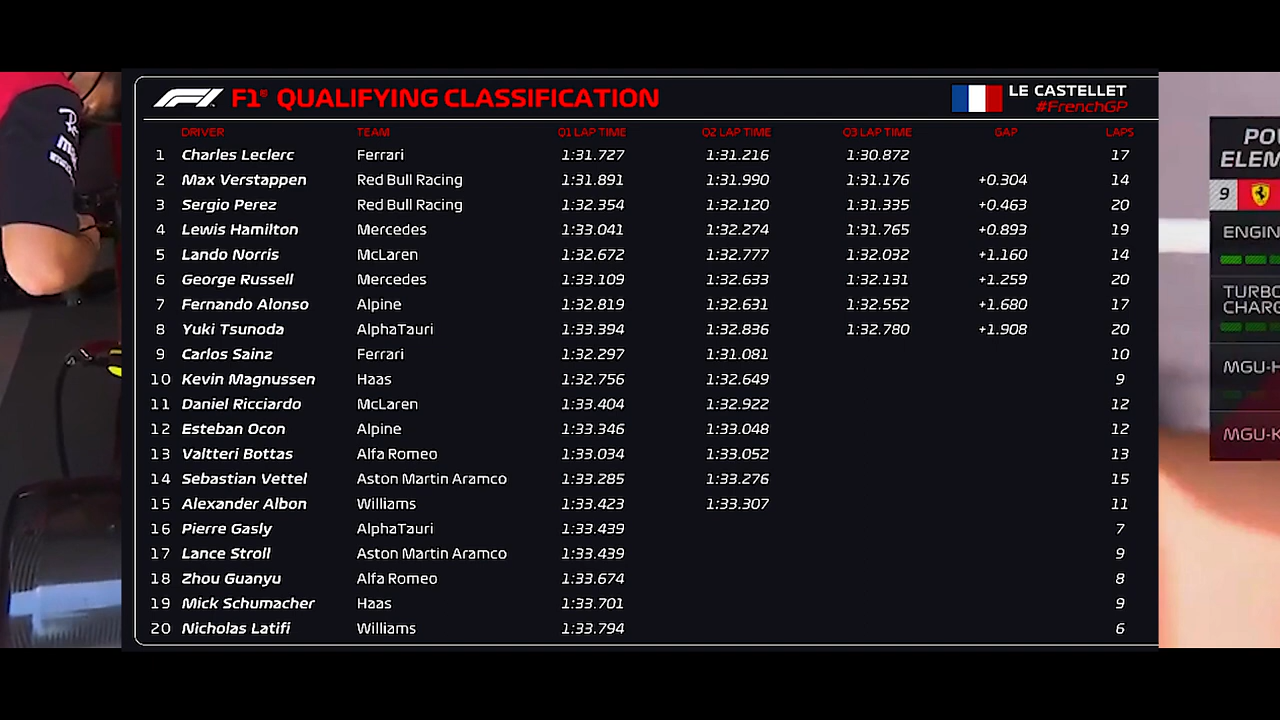 F1 F1® QUALIFYING CLASSIFICATION LE CASTELLET
#FrenchGP
DRIVER TEAM Q1 LAP TIME Q2 LAP TIME Q3 LAP TIME GAP LAPS
1 Charles Leclerc Ferrari 1:31.727 1:31.216 1:30.872 17
2 Max Verstappen Red Bull Racing 1:31.891 1:31.990 1:31.176 +0.304 14
3 Sergio Perez Red Bull Racing 1:32.354 1:32.120 1:31.335 +0.463 20
4 Lewis Hamilton Mercedes 1:33.041 1:32.274 1:31.765 +0.893 19
5 Lando Norris McLaren 1:32.672 1:32.777 1:32.032 +1.160 14
6 George Russell Mercedes 1:33.109 1:32.633 1:32.131 +1.259 20
7 Fernando Alonso Alpine 1:32.819 1:32.631 1:32.552 +1.680 17
8 Yuki Tsunoda AlphaTauri 1:33.394 1:32.836 1:32.780 +1.908 20
9 Carlos Sainz Ferrari 1:32.297 1:31.081 10
10 Kevin Magnussen Haas 1:32.756 1:32.649 9
11 Daniel Ricciardo McLaren 1:33.404 1:32.922 12
12 Esteban Ocon Alpine 1:33.346 1:33.048 12
13 Valtteri Bottas Alfa Romeo 1:33.034 1:33.052 13
14 Sebastian Vettel Aston Martin Aramco 1:33.285 1:33.276 15
15 Alexander Albon Williams 1:33.423 1:33.307 11
16 Pierre Gasly AlphaTauri 1:33.439 7
17 Lance Stroll Aston Martin Aramco 1:33.439 9
18 Zhou Guanyu Alfa Romeo 1:33.674 8
19 Mick Schumacher Haas 1:33.701 9
20 Nicholas Latifi Williams 1:33.794 6
PO
ELEM
9
ENGIN
TURBO
CHARG
MGU-H
MGU-K